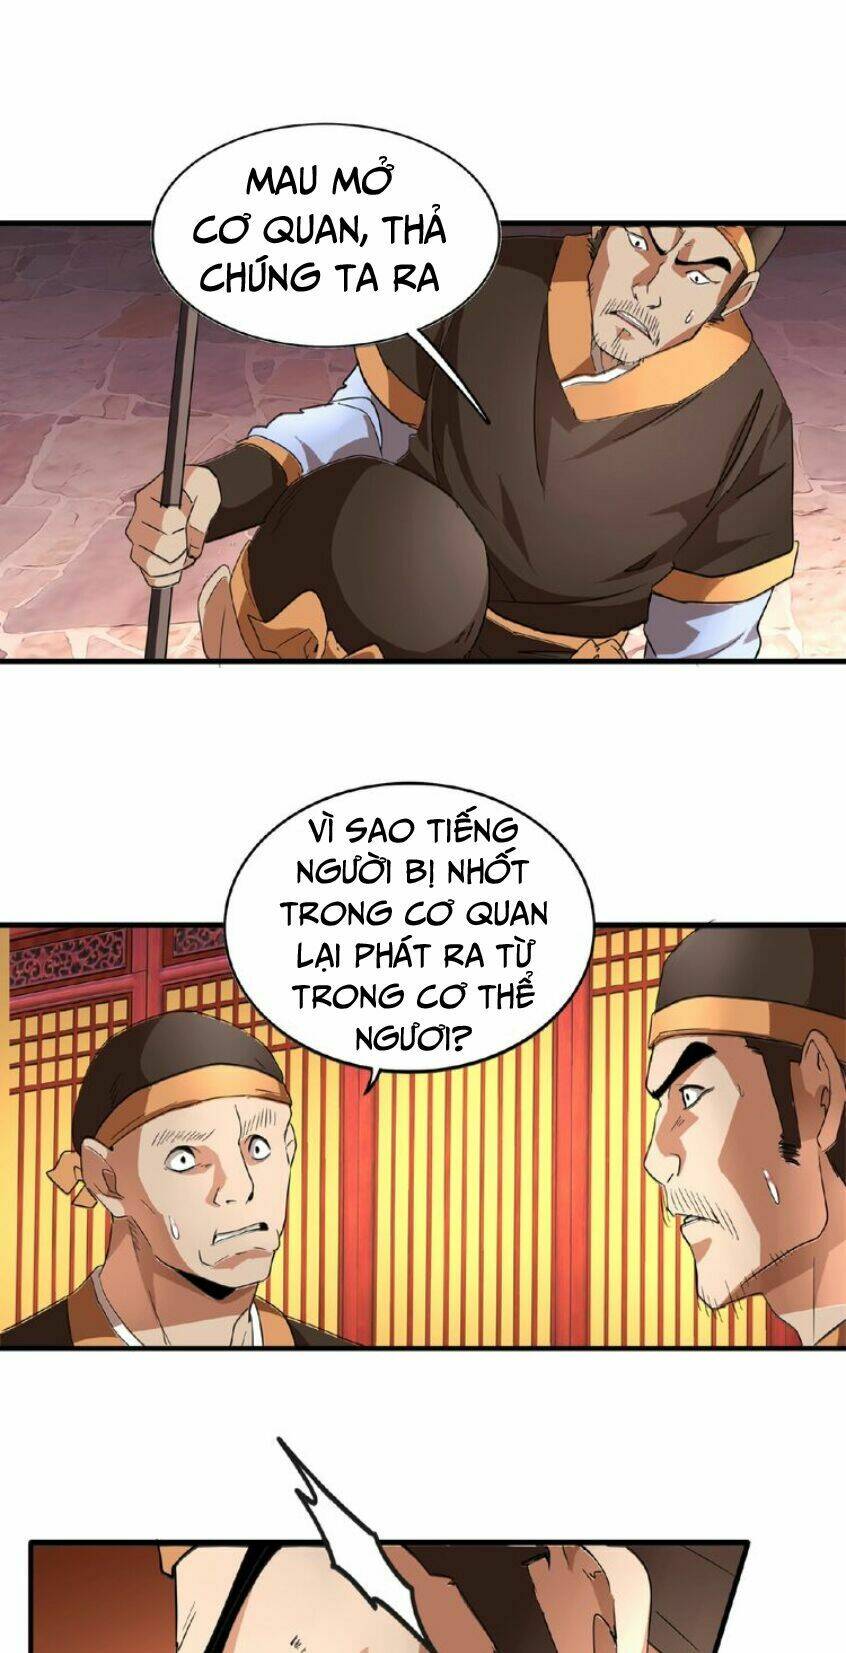 MAU MỞ
CƠ QUAN, THẢ
CHÚNG TA RA
VÌ SAO TIẾNG
NGƯỜI BỊ NHỐT
TRONG CƠ QUAN
LẠI PHÁT RA TỪ
TRONG CƠ THỂ
NGƯƠI?